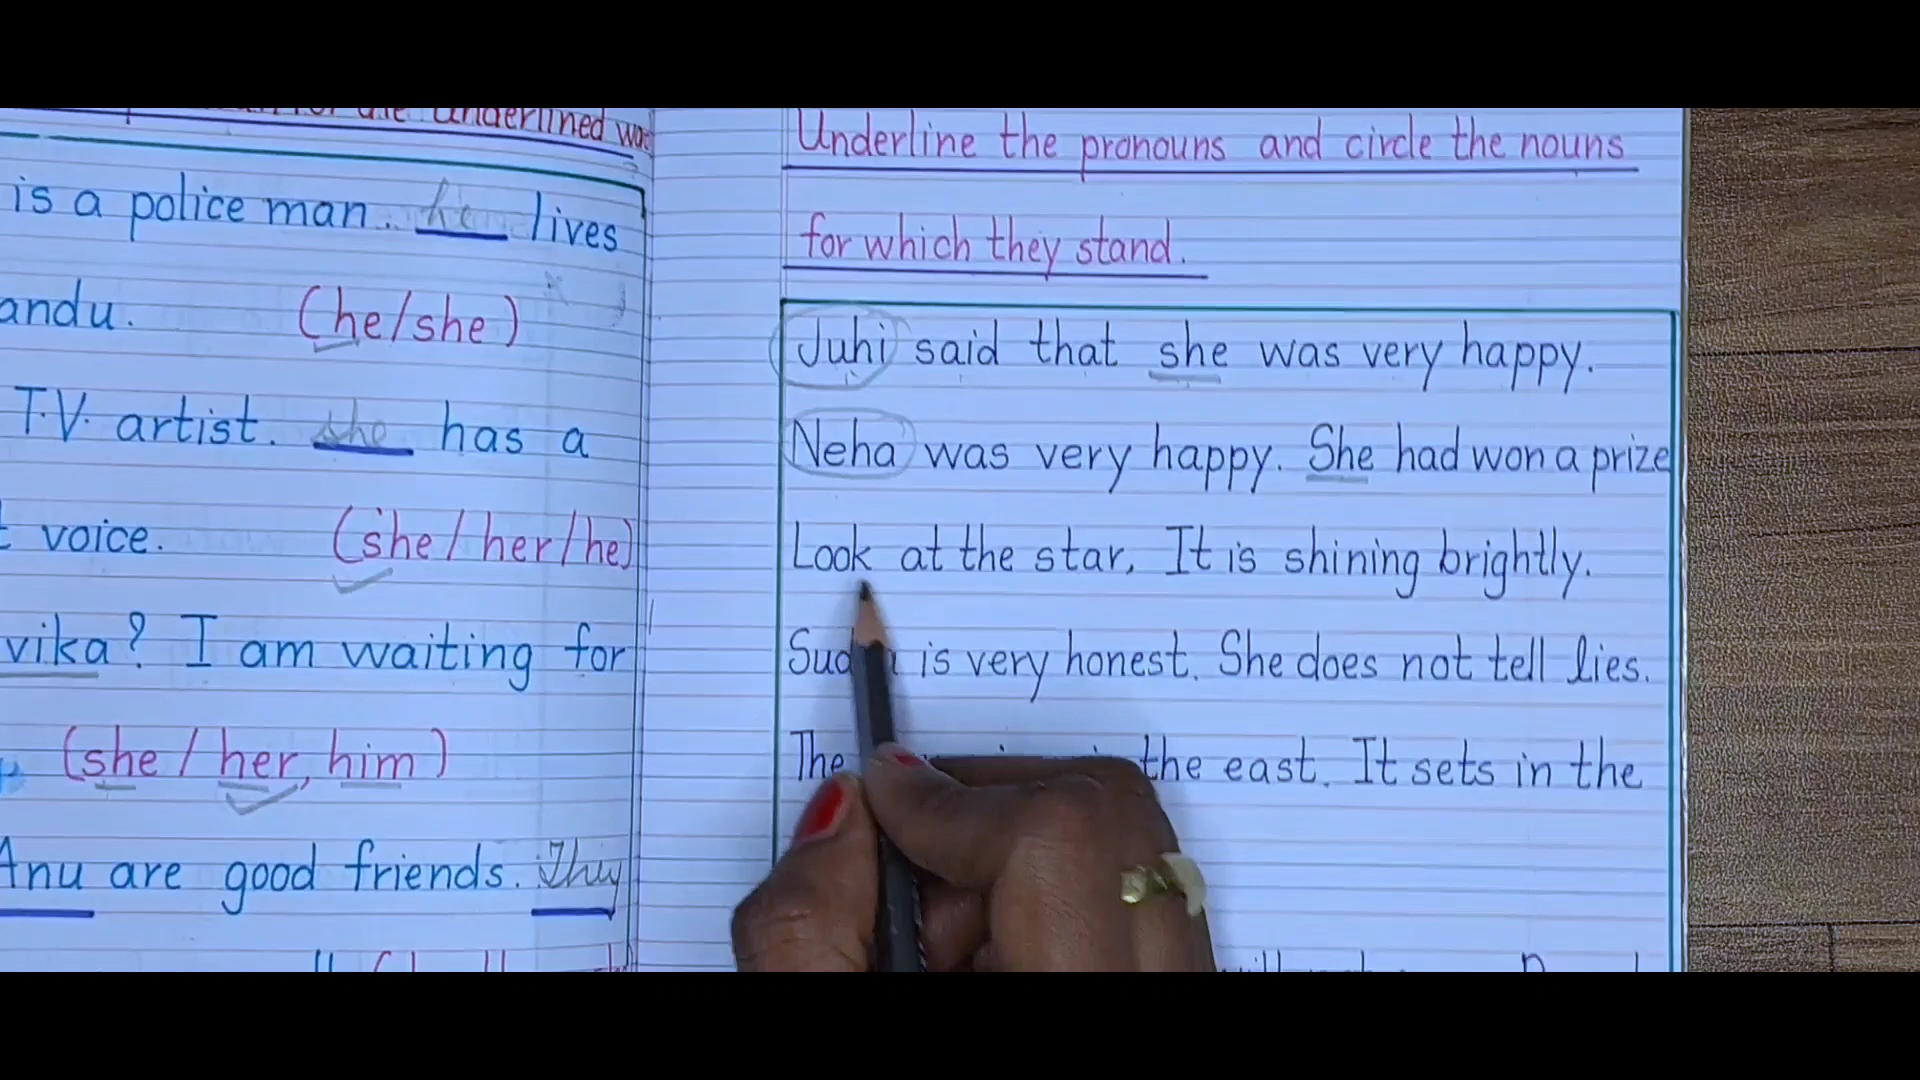 the underlined
is a police man. he lives
andu. (he/she)
T.V. artist. she has a
voice. (she/her/he)
vika? I am waiting for
(she/her, him)
Anu are good friends. They
Underline the pronouns and circle the nouns
for which they stand.
Juhi said that she was very happy.
Neha was very happy. She had won a prize
Look at the star. It is shining brightly.
is very honest. She does not tell lies.
The the east. It sets in the